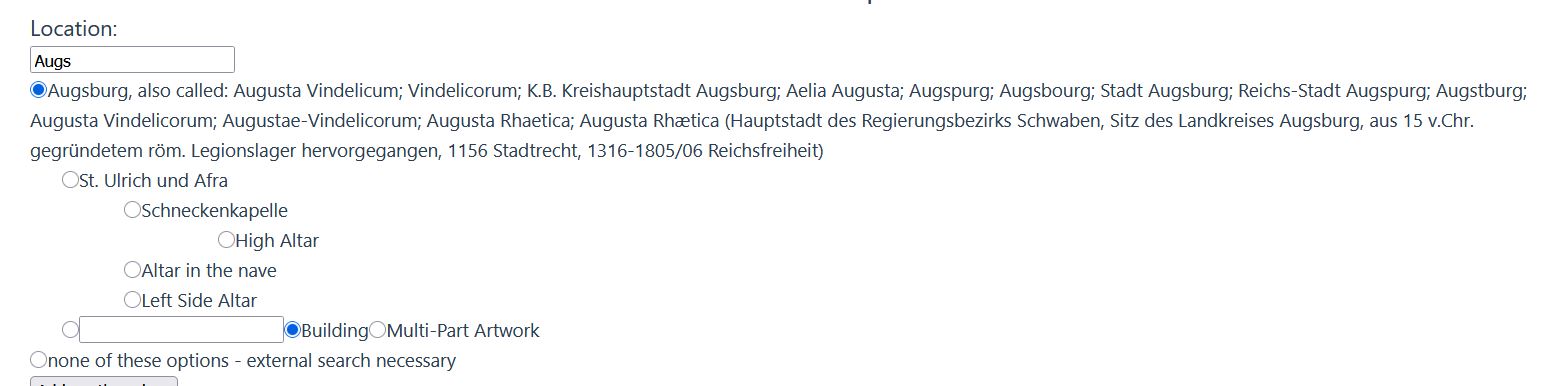 Location:
Augs
Augsburg, also called: Augusta Vindelicum; Vindelicorum; K.B. Kreishauptstadt Augsburg; Aelia Augusta; Augspurg; Augsbourg; Stadt Augsburg; Reichs-Stadt Augspurg; Augstburg;
Augusta Vindelicorum; Augustae-Vindelicorum; Augusta Rhaetica; Augusta Rhætica (Hauptstadt des Regierungsbezirks Schwaben, Sitz des Landkreises Augsburg, aus 15 v.Chr.
gegründetem röm. Legionslager hervorgegangen, 1156 Stadtrecht, 1316-1805/06 Reichsfreiheit)
St. Ulrich und Afra
Schneckenkapelle
High Altar
Altar in the nave
Left Side Altar
Building Multi-Part Artwork
none of these options - external search necessary